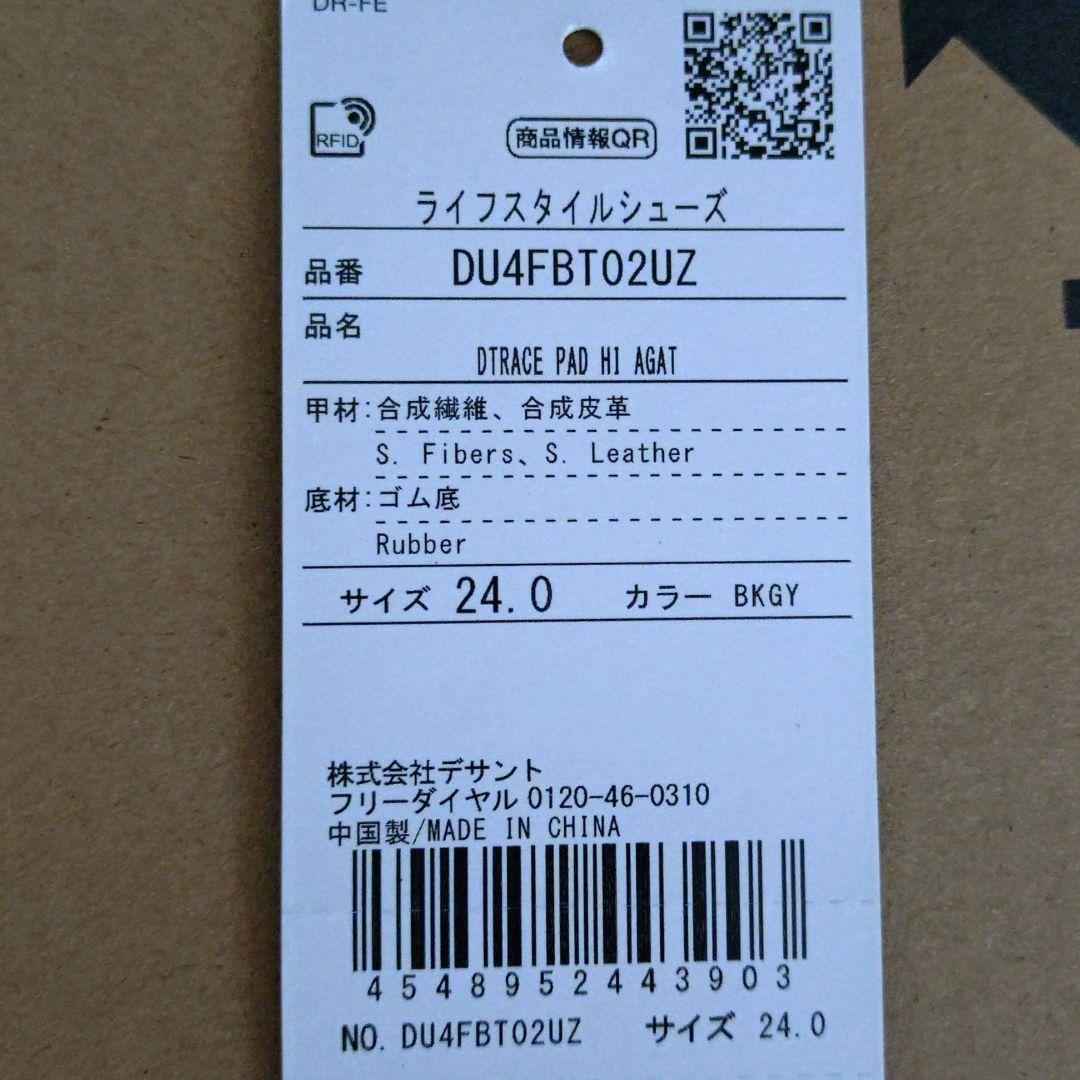 DR-FE
RFID
商品情報QR
ライフスタイルシューズ
品番 DU4FBT02UZ
品名
DTRACE PAD HI AGAT
甲材:合成繊維、合成皮革
S. Fibers、S. Leather
底材:ゴム底
Rubber
サイズ 24.0 カラー BKGY
株式会社デサント
フリーダイヤル 0120-46-0310
中国製/MADE IN CHINA
4548952443903
NO. DU4FBT02UZ サイズ 24.0